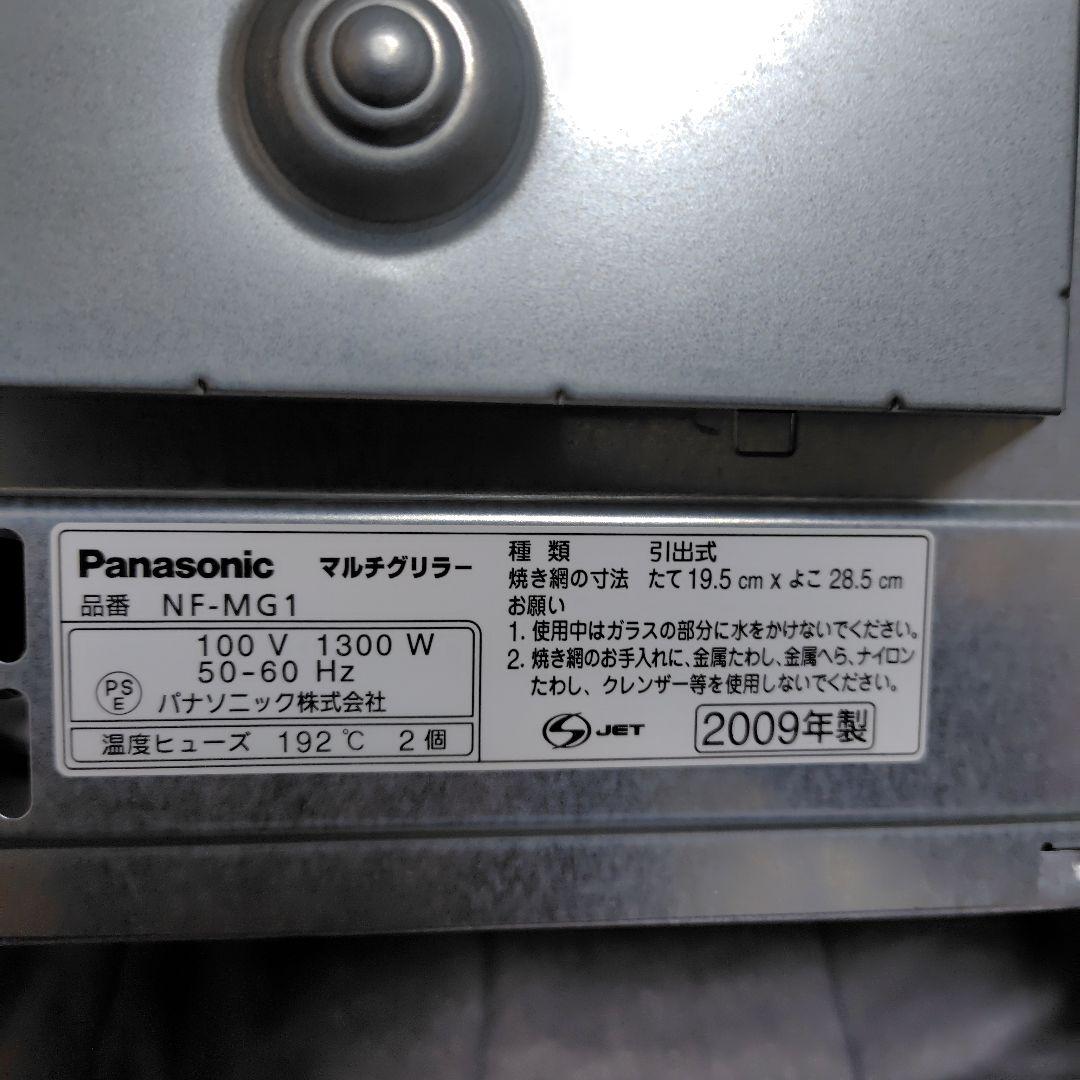 Panasonic マルチグリラー
品番 NF-MG1
100 V 1300 W
50-60 Hz
PS
E
パナソニック株式会社
温度ヒューズ 192℃ 2個
種類 引出式
焼き網の寸法 たて 19.5 cm x よこ 28.5 cm
お願い
1. 使用中はガラスの部分に水をかけないでください。
2. 焼き網のお手入れに、金属たわし、金属へら、ナイロン
たわし、クレンザー等を使用しないでください。
JET 2009年製